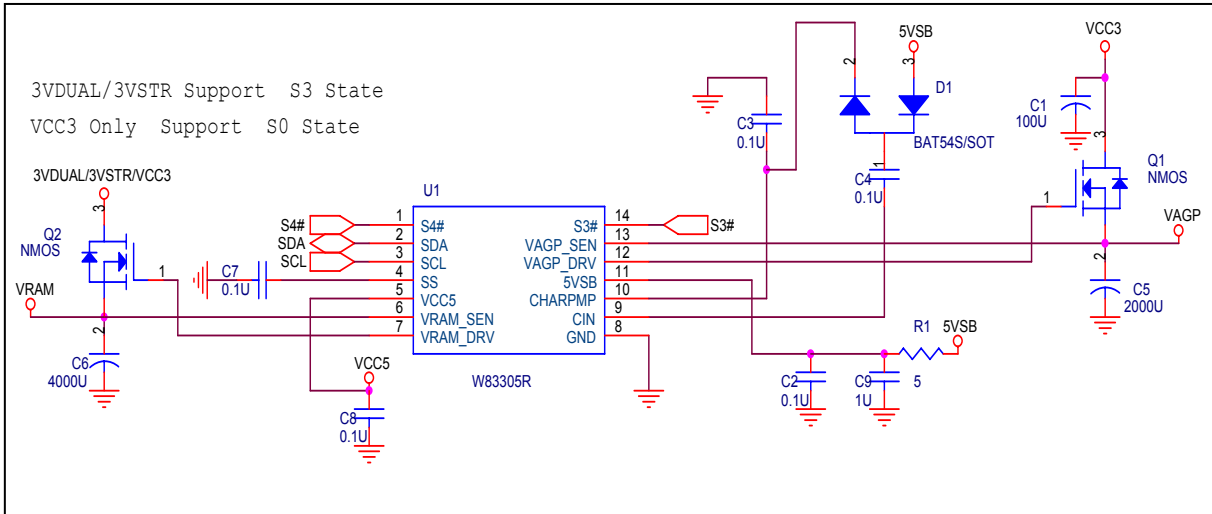 3VDUAL/3VSTR Support S3 State
VCC3 Only Support S0 State
3VDUAL/3VSTR/VCC3
3
Q2
NMOS
1
VRAM
2
C6
4000U
S4#
SDA
SCL
C7
0.1U
VCC5
C8
0.1U
U1
1 S4#
2 SDA
3 SCL
4 SS
5 VCC5
6 VRAM_SEN
7 VRAM_DRV
S3# 14
VAGP_SEN 13
VAGP_DRV 12
5VSB 11
CHARPMP 10
CIN 9
GND 8
W83305R
S3#
C3
0.1U
2
5VSB
3
D1
BAT54S/SOT
1
C4
0.1U
R1
5VSB
5
C2
0.1U
C9
1U
VCC3
C1
100U
3
Q1
NMOS
1
VAGP
2
C5
2000U